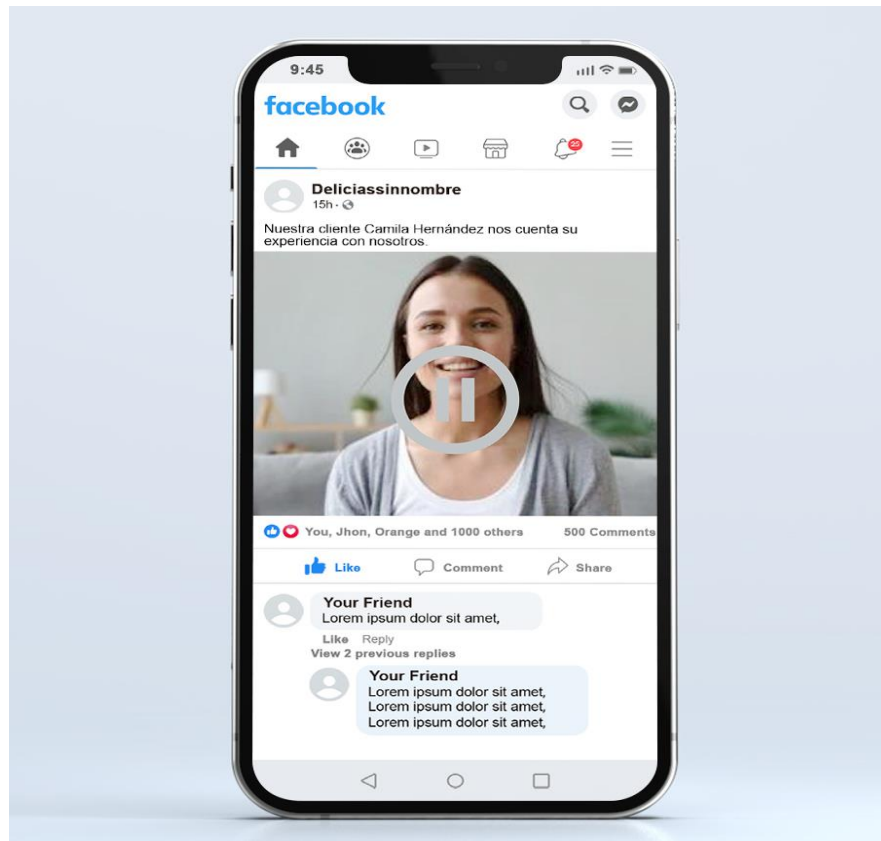 9:45
facebook
25
Deliciassinnombre
15h ·
Nuestra cliente Camila Hernández nos cuenta su
experiencia con nosotros.
You, Jhon, Orange and 1000 others 500 Comments
Like Comment Share
Your Friend
Lorem ipsum dolor sit amet,
Like Reply
View 2 previous replies
Your Friend
Lorem ipsum dolor sit amet,
Lorem ipsum dolor sit amet,
Lorem ipsum dolor sit amet,